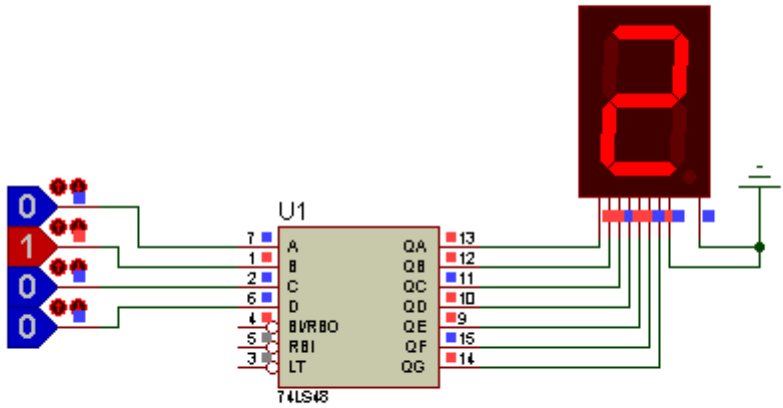 2
0
1
0
0
U1
7 A QA 13
1 B QB 12
2 C QC 11
6 D QD 10
4 BI/RBO QE 9
5 RBI QF 15
3 LT QG 14
74LS48